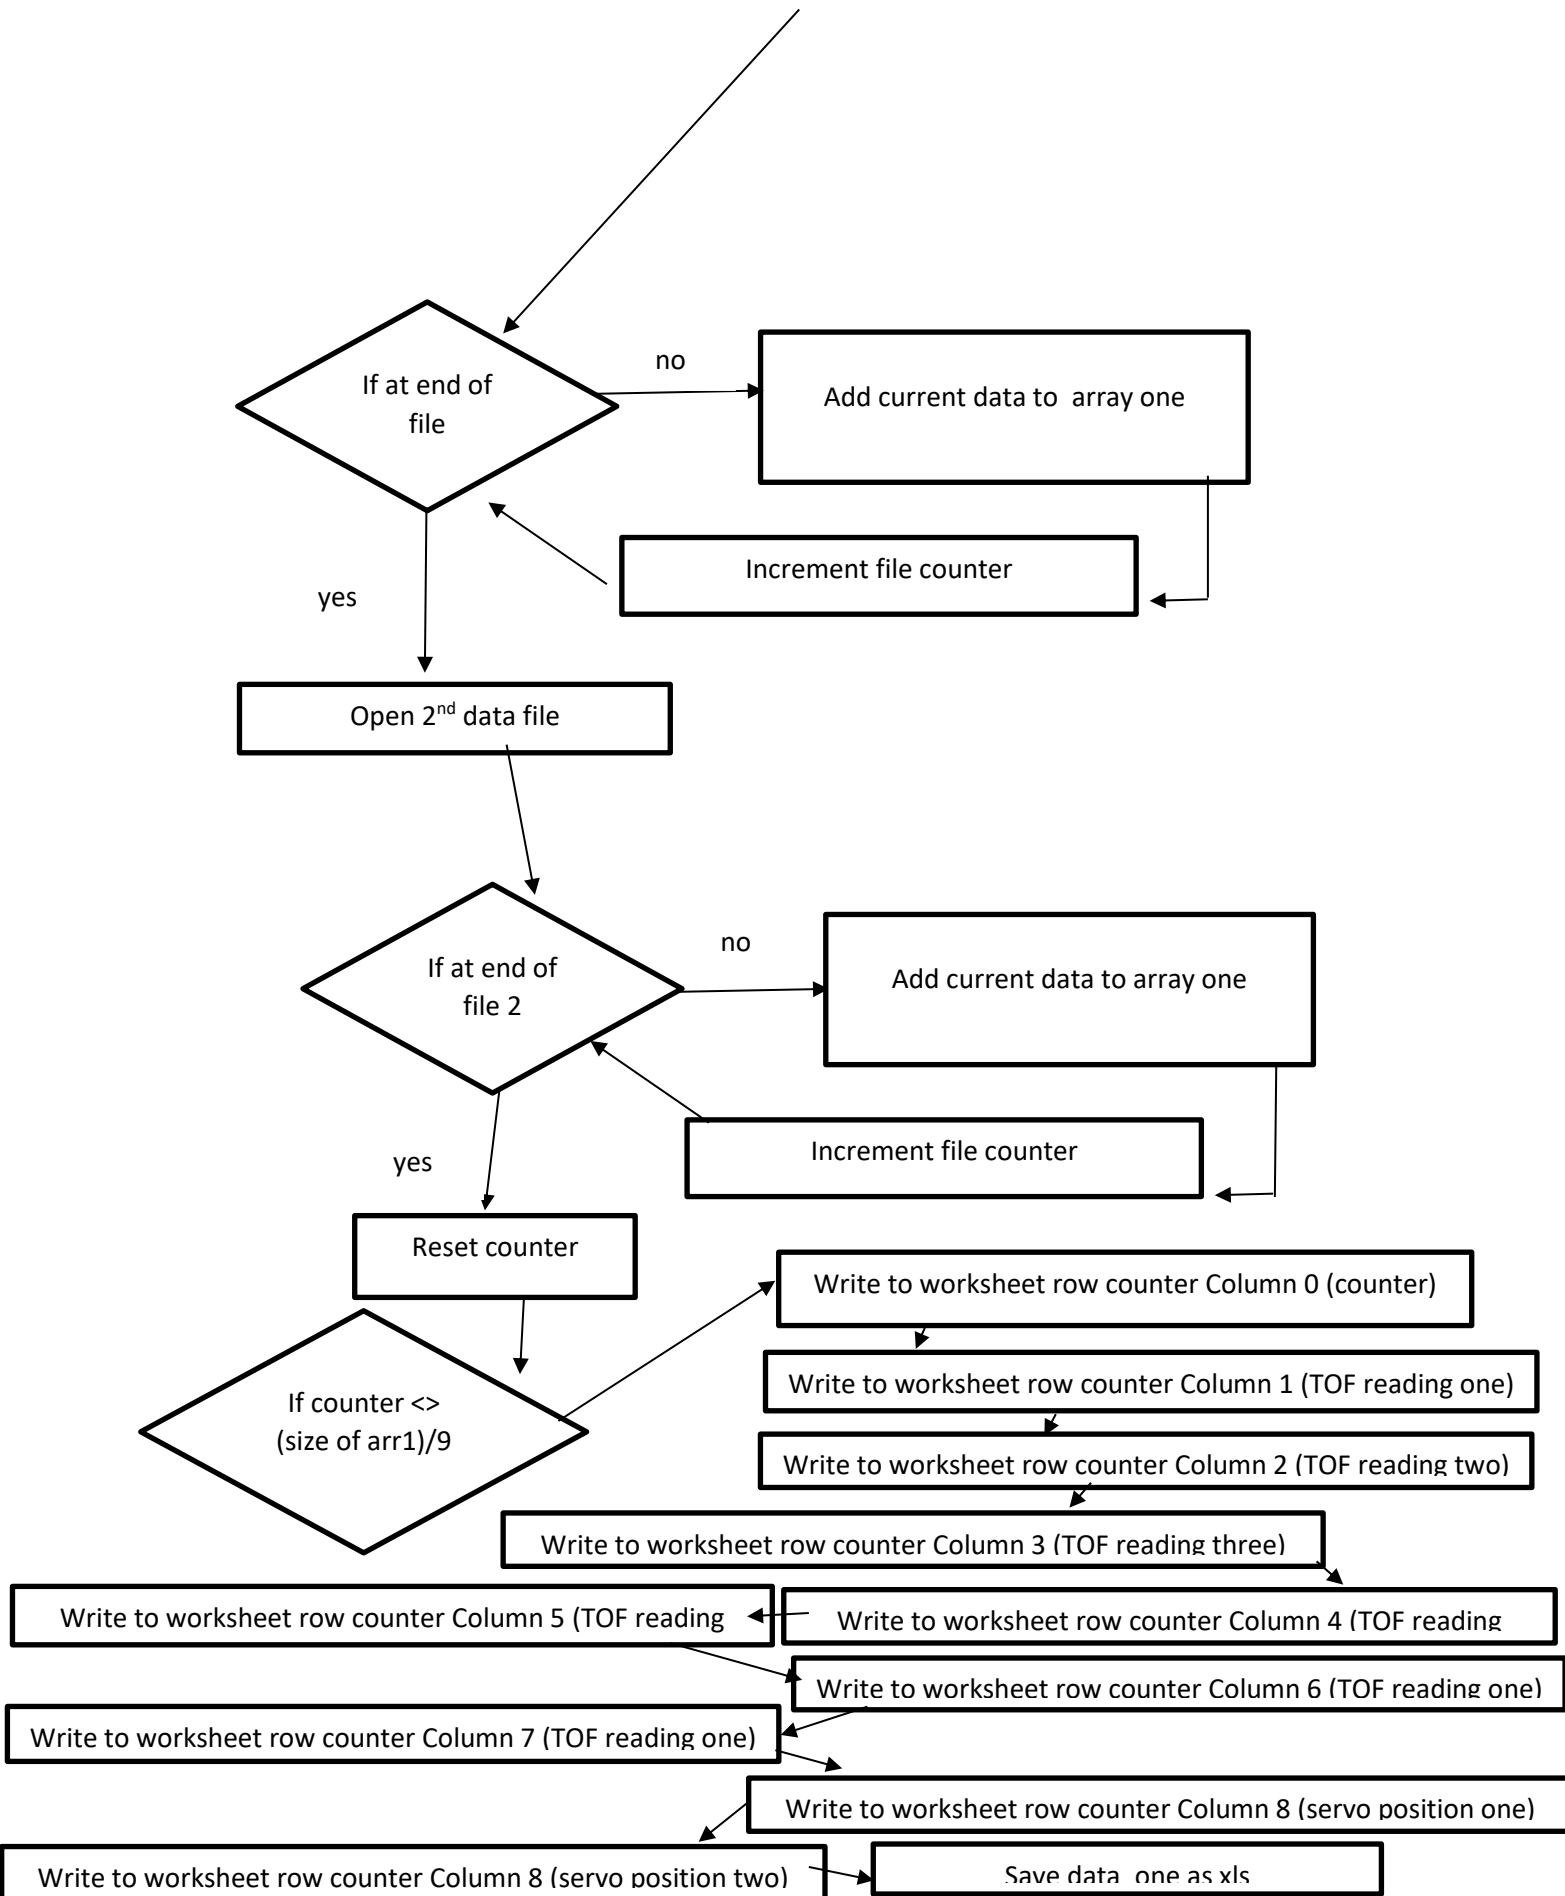 If at end of
file
no
Add current data to  array one
Increment file counter
yes
Open 2nd data file
If at end of
file 2
no
Add current data to array one
Increment file counter
yes
Reset counter
Write to worksheet row counter Column 0 (counter)
Write to worksheet row counter Column 1 (TOF reading one)
If counter <>
(size of arr1)/9
Write to worksheet row counter Column 2 (TOF reading two)
Write to worksheet row counter Column 3 (TOF reading three)
Write to worksheet row counter Column 4 (TOF reading
Write to worksheet row counter Column 5 (TOF reading
Write to worksheet row counter Column 6 (TOF reading one)
Write to worksheet row counter Column 7 (TOF reading one)
Write to worksheet row counter Column 8 (servo position one)
Write to worksheet row counter Column 8 (servo position two)
Save data  one as xls